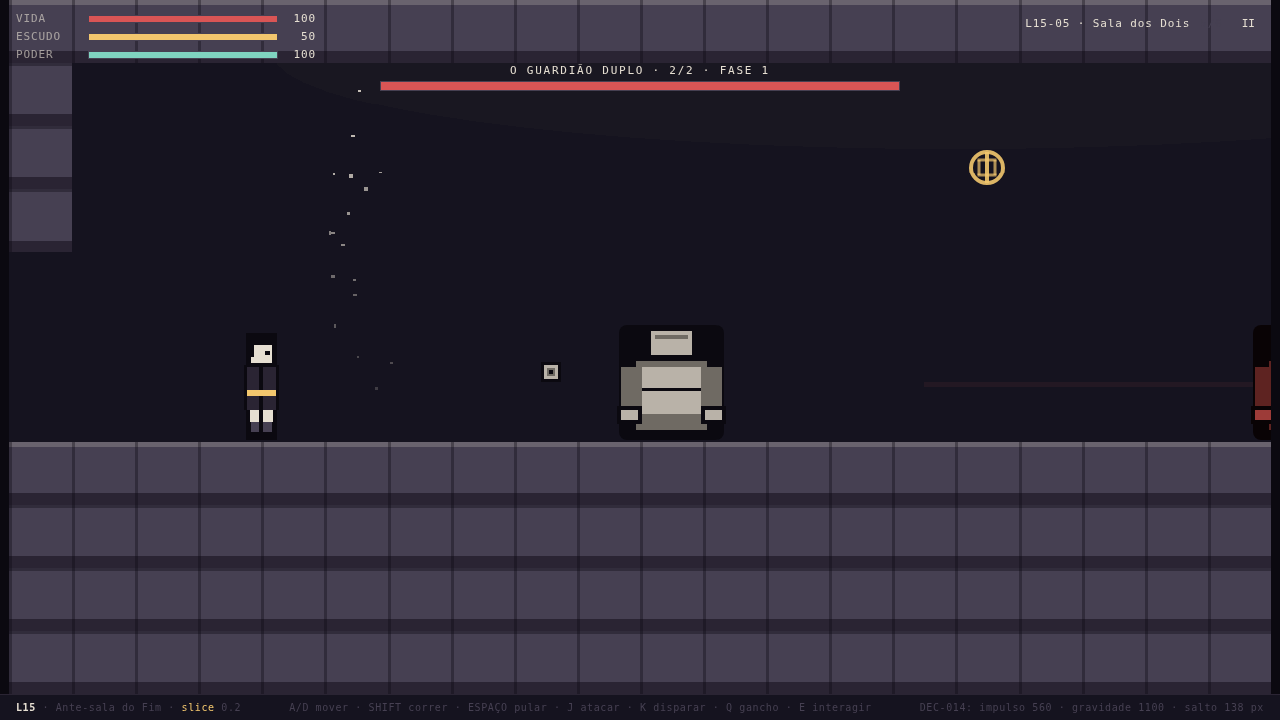 VIDA 100
ESCUDO 50
PODER 100
L15-05 · Sala dos Dois II
O GUARDIÃO DUPLO · 2/2 · FASE 1
L15 · Ante-sala do Fim · slice 0.2 A/D mover · SHIFT correr · ESPAÇO pular · J atacar · K disparar · Q gancho · E interagir DEC-014: impulso 560 · gravidade 1100 · salto 138 px